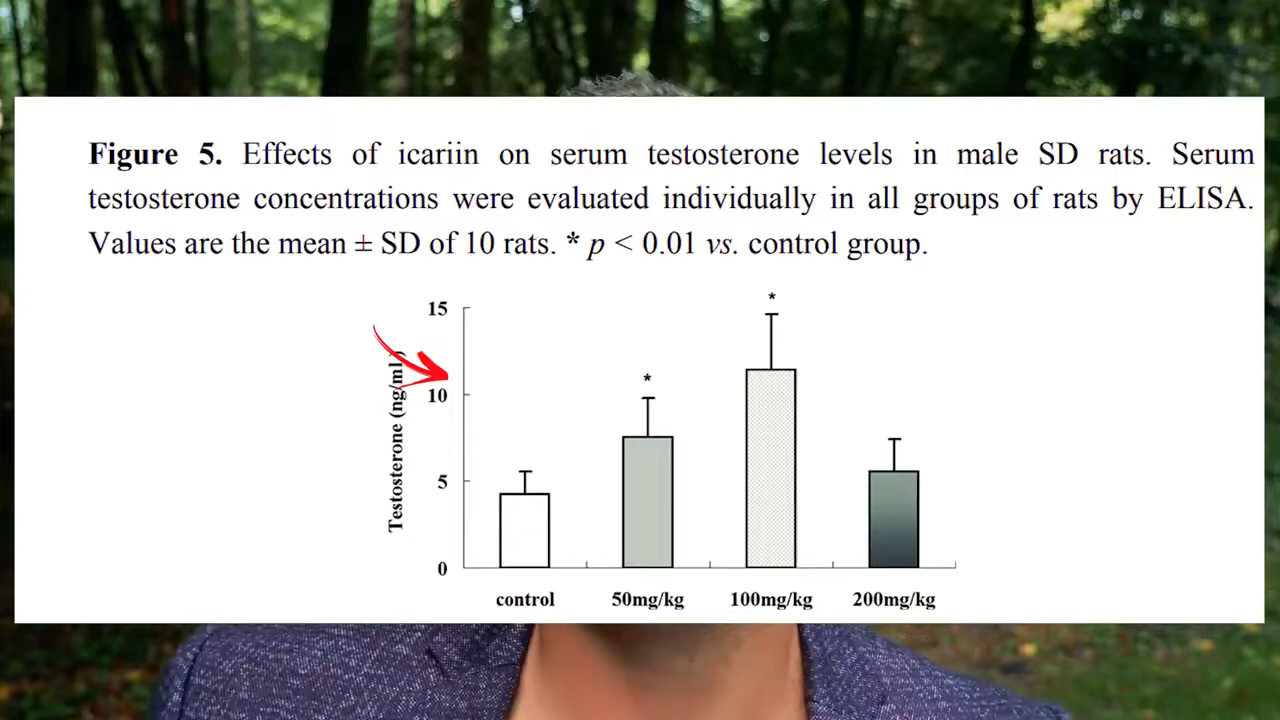 Figure 5. Effects of icariin on serum testosterone levels in male SD rats. Serum
testosterone concentrations were evaluated individually in all groups of rats by ELISA.
Values are the mean ± SD of 10 rats. * p < 0.01 vs. control group.
15
10
5
0
Testosterone (ng/ml)
*
*
control
50mg/kg
100mg/kg
200mg/kg